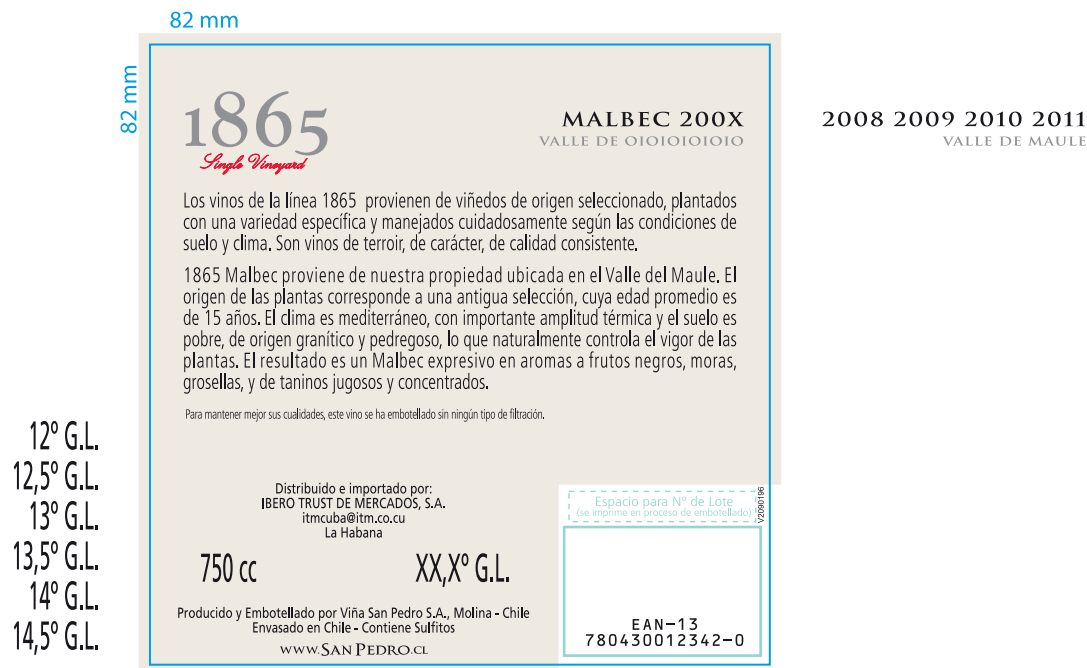 82 mm
82 mm
1865
Single Vineyard
MALBEC 200X
VALLE DE OIOIOIOIOIO
2008 2009 2010 2011
VALLE DE MAULE
Los vinos de la línea 1865 provienen de viñedos de origen seleccionado, plantados
con una variedad específica y manejados cuidadosamente según las condiciones de
suelo y clima. Son vinos de terroir, de carácter, de calidad consistente.
1865 Malbec proviene de nuestra propiedad ubicada en el Valle del Maule. El
origen de las plantas corresponde a una antigua selección, cuya edad promedio es
de 15 años. El clima es mediterráneo, con importante amplitud térmica y el suelo es
pobre, de origen granítico y pedregoso, lo que naturalmente controla el vigor de las
plantas. El resultado es un Malbec expresivo en aromas a frutos negros, moras,
grosellas, y de taninos jugosos y concentrados.
Para mantener mejor sus cualidades, este vino se ha embotellado sin ningún tipo de filtración.
12º G.L.
12,5º G.L.
13º G.L.
13,5º G.L.
14º G.L.
14,5º G.L.
Distribuido e importado por:
IBERO TRUST DE MERCADOS, S.A.
itmcuba@itm.co.cu
La Habana
750 cc
XX,Xº G.L.
Producido y Embotellado por Viña San Pedro S.A., Molina - Chile
Envasado en Chile - Contiene Sulfitos
WWW.SAN PEDRO.CL
Espacio para Nº de Lote
(se imprime en proceso de embotellado)
V2090196
EAN-13
780430012342-0